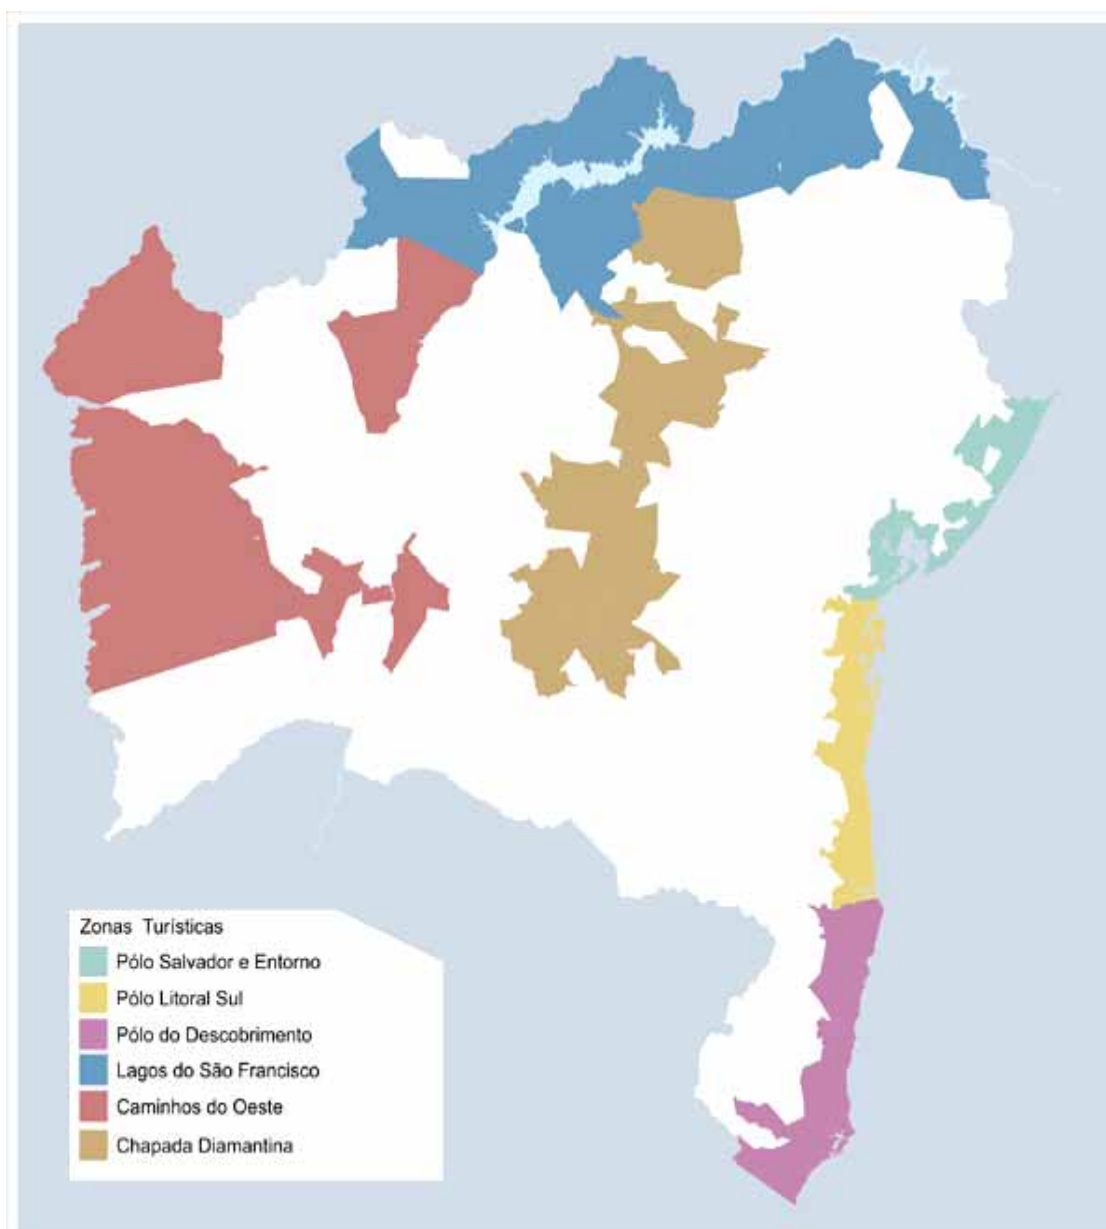 Zonas Turísticas
Pólo Salvador e Entorno
Pólo Litoral Sul
Pólo do Descobrimento
Lagos do São Francisco
Caminhos do Oeste
Chapada Diamantina